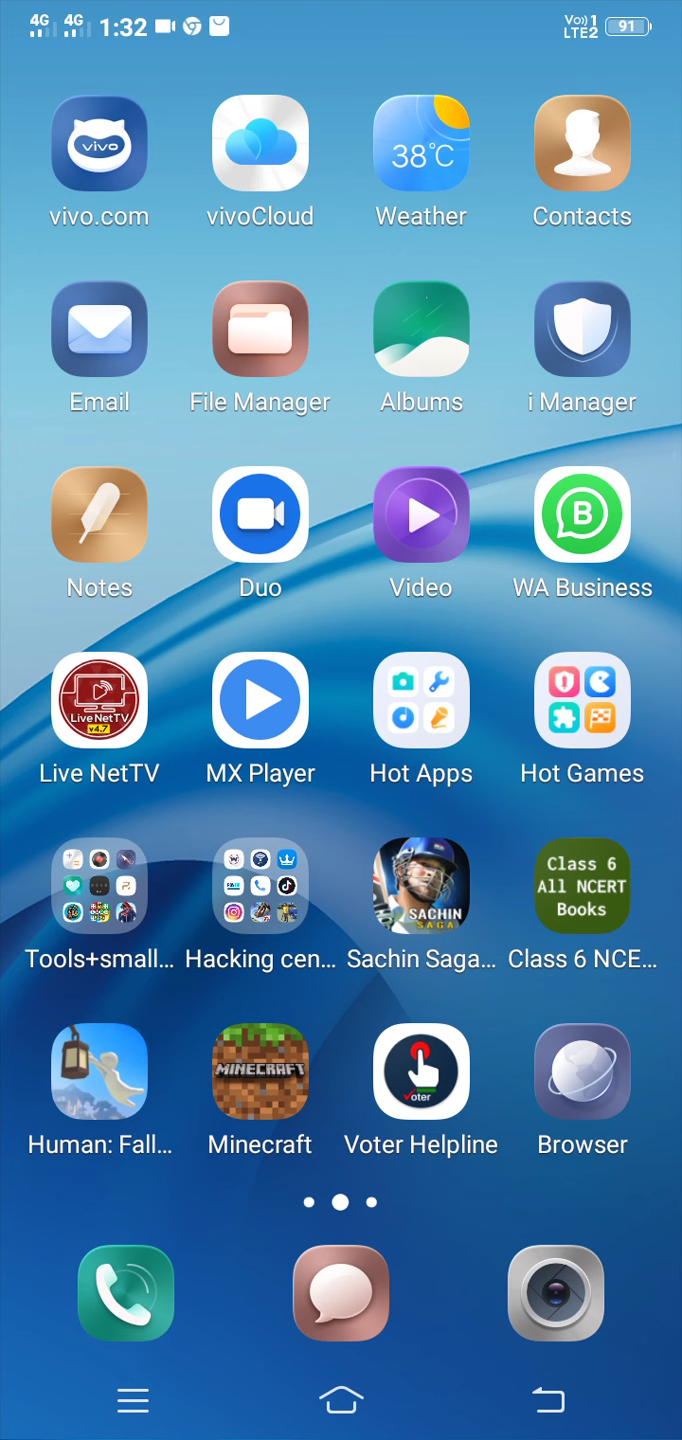 4G 4G 1:32 Vo)) 1 LTE2 91
vivo
38°C
vivo.com vivoCloud Weather Contacts
Email File Manager Albums i Manager
B
Notes Duo Video WA Business
Live NetTV
v4.7
Live NetTV MX Player Hot Apps Hot Games
Class 6
All NCERT
Books
SACHIN
SAGA
Tools+small... Hacking cen... Sachin Saga... Class 6 NCE...
MINECRAFT
Voter
Human: Fall... Minecraft Voter Helpline Browser